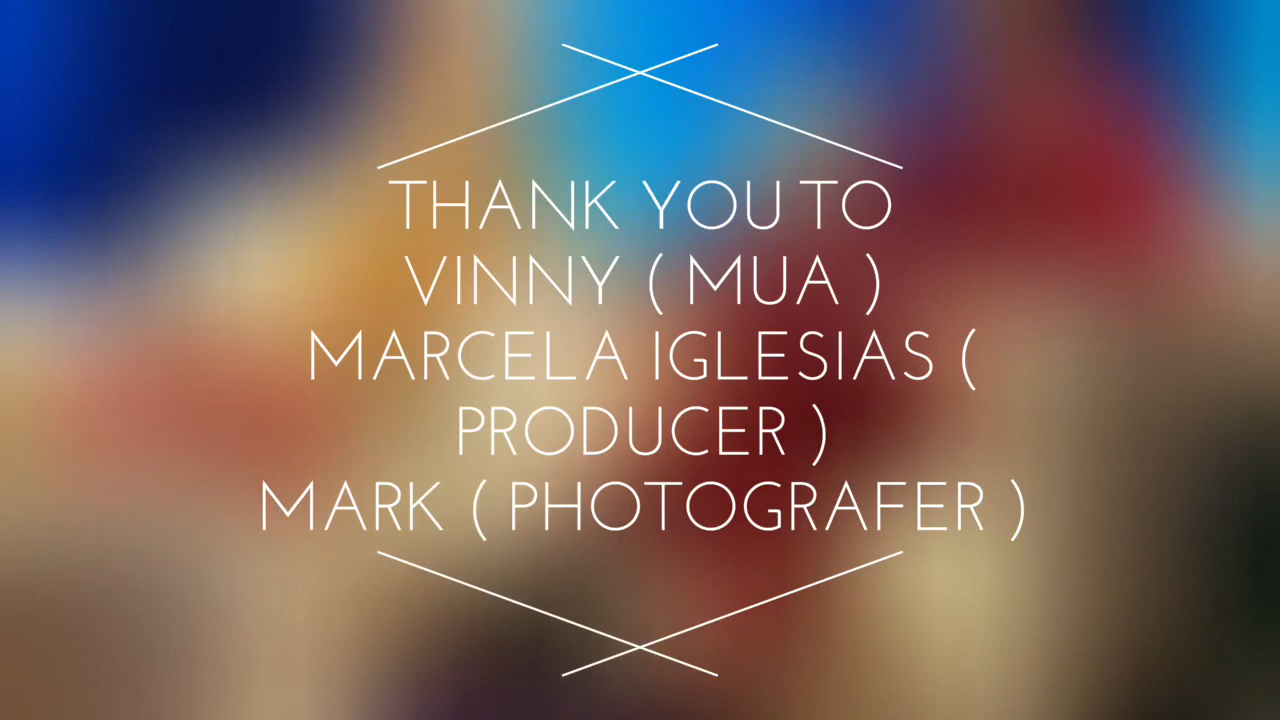 THANK YOU TO
VINNY ( MUA )
MARCELA IGLESIAS (
PRODUCER )
MARK ( PHOTOGRAFER )